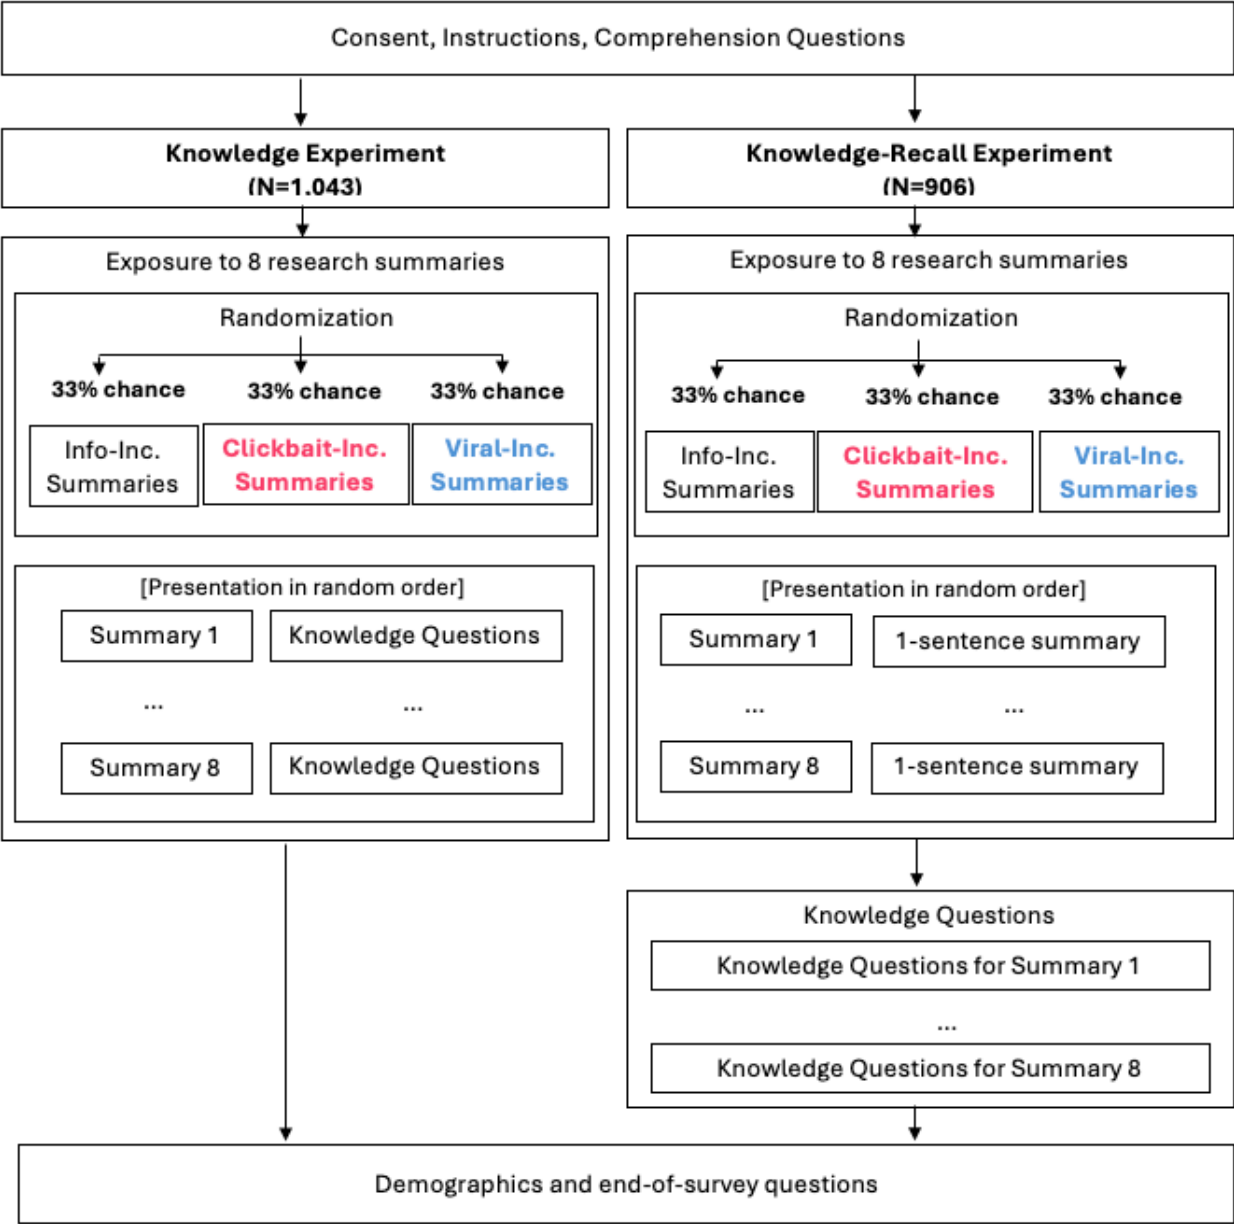 Consent, Instructions, Comprehension Questions
Knowledge Experiment
(N=1.043)
Exposure to 8 research summaries
Randomization
33% chance
33% chance
33% chance
Info-Inc.
Summaries
Clickbait-Inc.
Summaries
Viral-Inc.
Summaries
[Presentation in random order]
Summary 1
Knowledge Questions
...
...
Summary 8
Knowledge Questions
Knowledge-Recall Experiment
(N=906)
Exposure to 8 research summaries
Randomization
33% chance
33% chance
33% chance
Info-Inc.
Summaries
Clickbait-Inc.
Summaries
Viral-Inc.
Summaries
[Presentation in random order]
Summary 1
1-sentence summary
...
...
Summary 8
1-sentence summary
Knowledge Questions
Knowledge Questions for Summary 1
...
Knowledge Questions for Summary 8
Demographics and end-of-survey questions